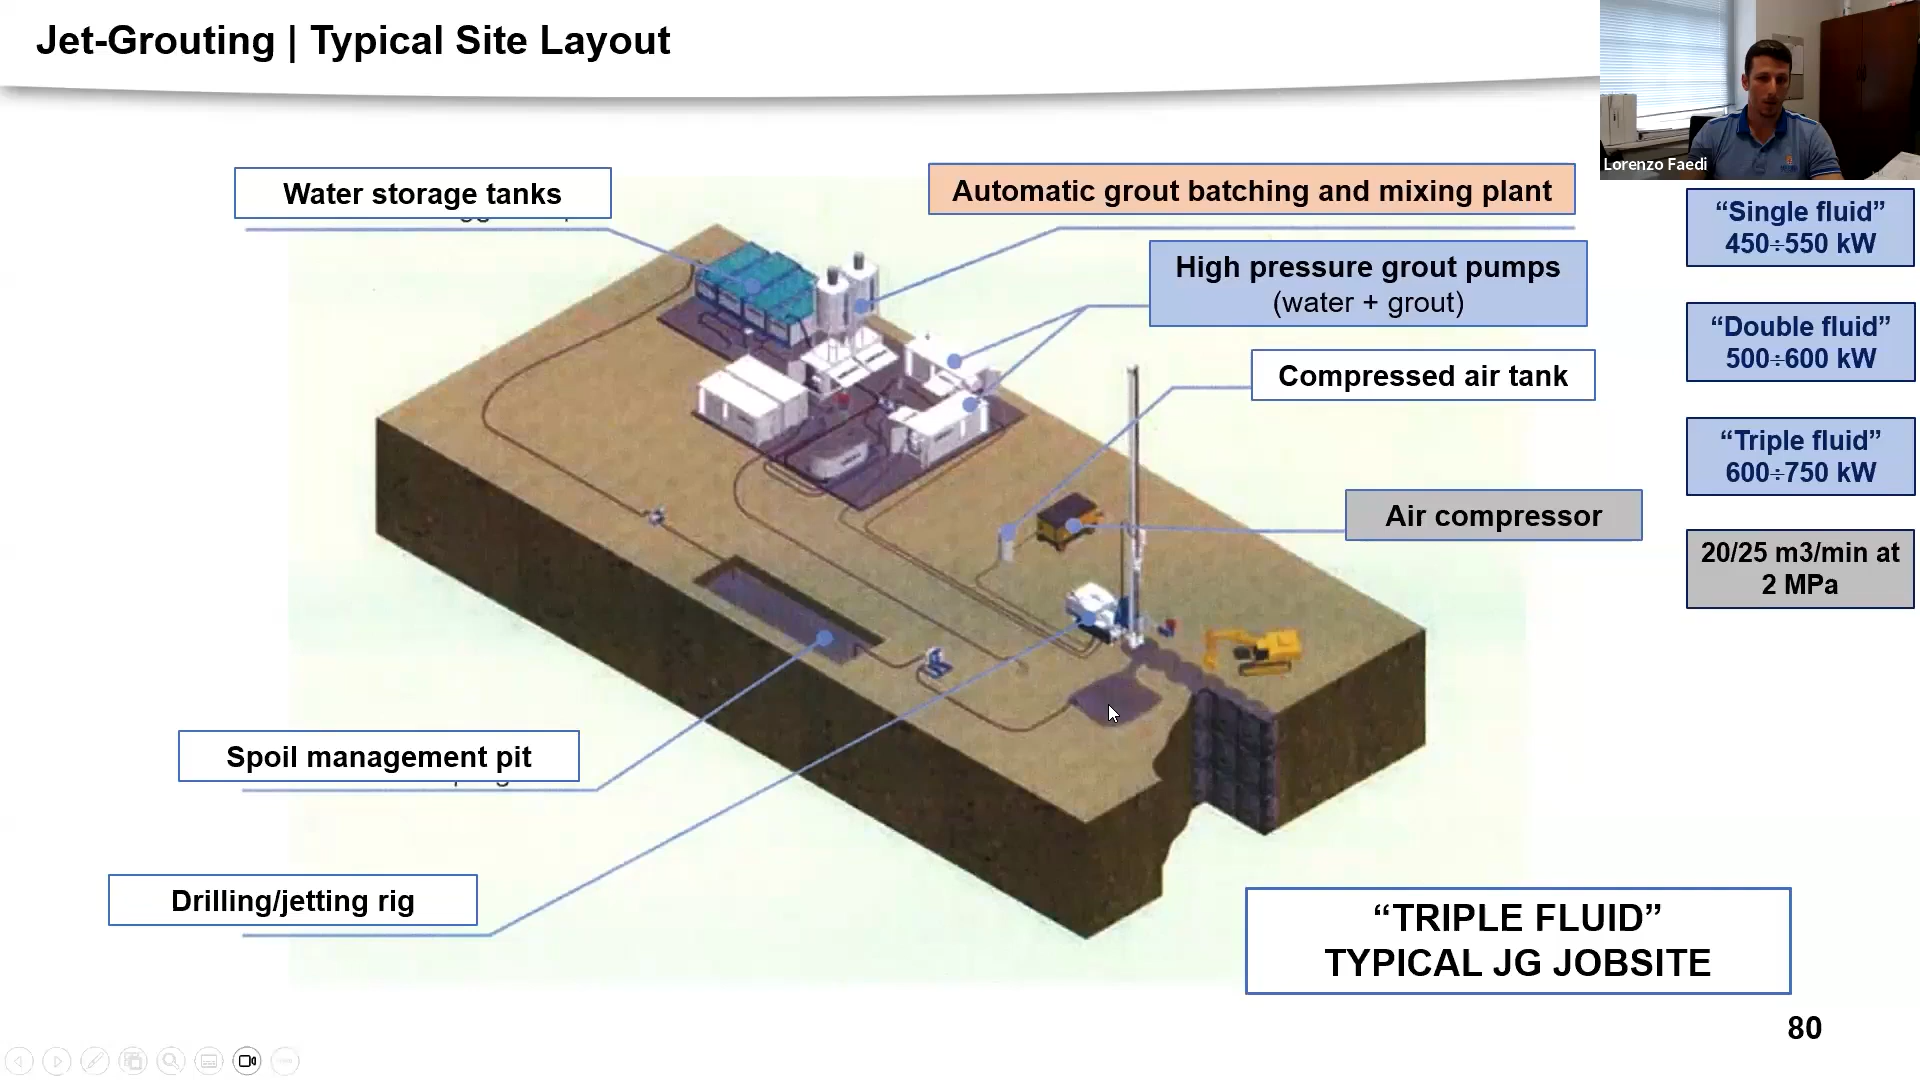 Jet-Grouting | Typical Site Layout
Lorenzo Faedi
Water storage tanks
Automatic grout batching and mixing plant
High pressure grout pumps
(water + grout)
Compressed air tank
Air compressor
Spoil management pit
Drilling/jetting rig
“Single fluid”
450÷550 kW
“Double fluid”
500÷600 kW
“Triple fluid”
600÷750 kW
20/25 m3/min at
2 MPa
“TRIPLE FLUID”
TYPICAL JG JOBSITE
80